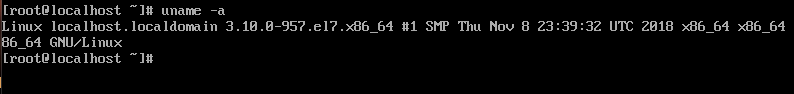 [root@localhost ~]# uname -a
Linux localhost.localdomain 3.10.0-957.el7.x86_64 #1 SMP Thu Nov 8 23:39:32 UTC 2018 x86_64 x86_64 x
86_64 GNU/Linux
[root@localhost ~]#